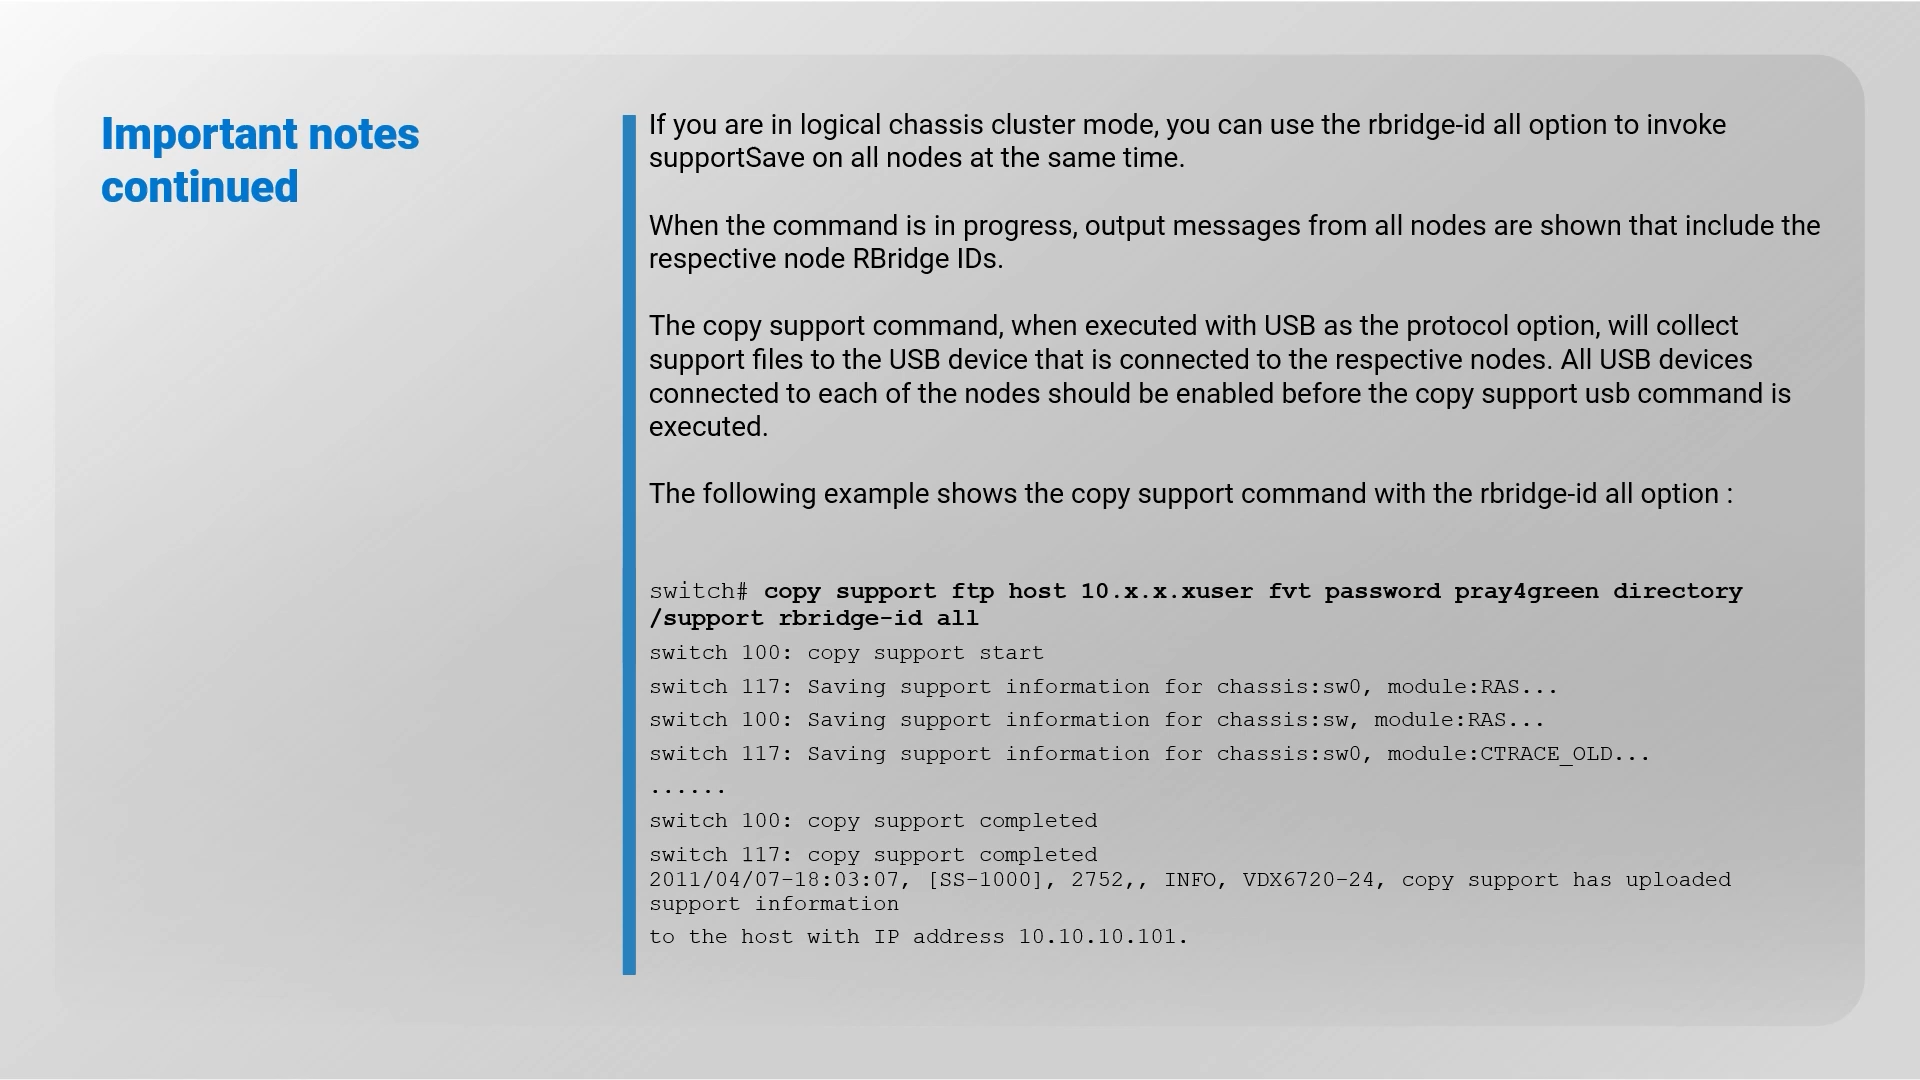 Important notes
continued
If you are in logical chassis cluster mode, you can use the rbridge-id all option to invoke
supportSave on all nodes at the same time.
When the command is in progress, output messages from all nodes are shown that include the
respective node RBridge IDs.
The copy support command, when executed with USB as the protocol option, will collect
support files to the USB device that is connected to the respective nodes. All USB devices
connected to each of the nodes should be enabled before the copy support usb command is
executed.
The following example shows the copy support command with the rbridge-id all option :
switch# copy support ftp host 10.x.x.xuser fvt password pray4green directory
/support rbridge-id all
switch 100: copy support start
switch 117: Saving support information for chassis:sw0, module:RAS...
switch 100: Saving support information for chassis:sw, module:RAS...
switch 117: Saving support information for chassis:sw0, module:CTRACE_OLD...
......
switch 100: copy support completed
switch 117: copy support completed
2011/04/07-18:03:07, [SS-1000], 2752,, INFO, VDX6720-24, copy support has uploaded
support information
to the host with IP address 10.10.10.101.